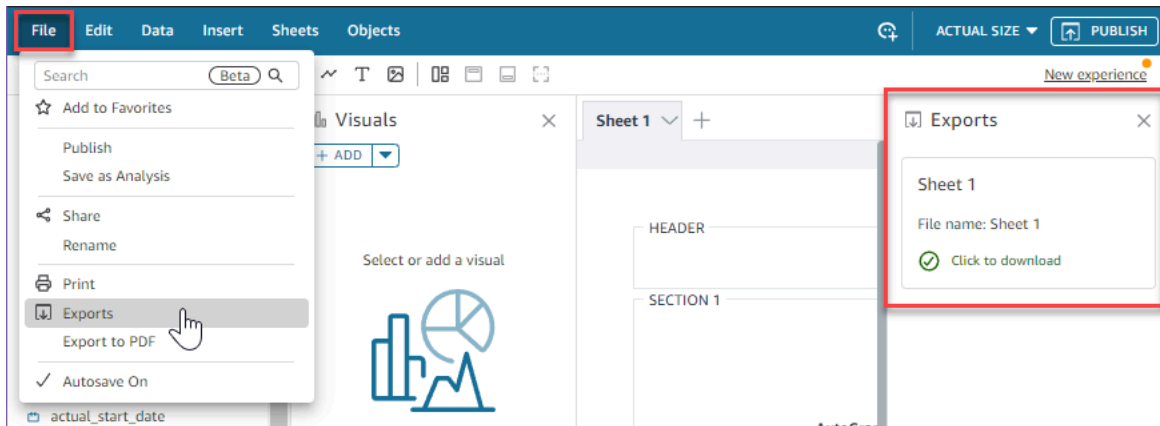 File Edit Data Insert Sheets Objects ACTUAL SIZE PUBLISH
Search Beta
New experience
Add to Favorites
Publish
Save as Analysis
Share
Rename
Print
Exports
Export to PDF
Autosave On
actual_start_date
Visuals
+ ADD
Select or add a visual
Sheet 1
HEADER
SECTION 1
Exports
Sheet 1
File name: Sheet 1
Click to download